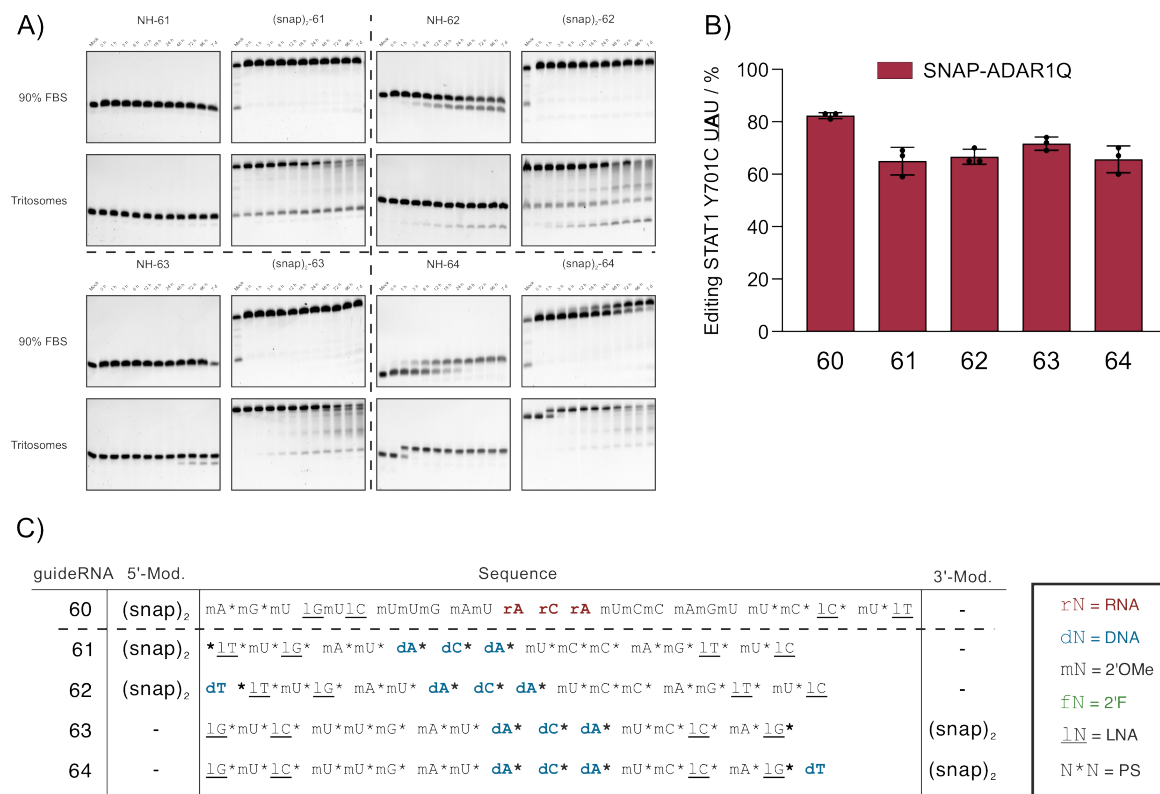 A)
NH-61 (snap)₂-61 NH-62 (snap)₂-62
90% FBS
Tritosomes
NH-63 (snap)₂-63 NH-64 (snap)₂-64
90% FBS
Tritosomes
B)
SNAP-ADAR1Q
Editing STAT1 Y701C UAU / %
100
80
60
40
20
0
60 61 62 63 64
C)
guideRNA 5'-Mod. Sequence 3'-Mod.
60 (snap)₂ mA*mG*mU lGmUlC mUmUmG mAmU rA rC rA mUmCmC mAmGmU mU*mC*lC* mU*lT -
61 (snap)₂ *lT*mU*lG* mA*mU* dA* dC* dA* mU*mC*mC* mA*mG*lT* mU*lC -
62 (snap)₂ dT *lT*mU*lG* mA*mU* dA* dC* dA* mU*mC*mC* mA*mG*lT* mU*lC -
63 - lG*mU*lC* mU*mU*mG* mA*mU* dA* dC* dA* mU*mC*lC* mA*lG* (snap)₂
64 - lG*mU*lC* mU*mU*mG* mA*mU* dA* dC* dA* mU*mC*lC* mA*lG* dT (snap)₂
rN = RNA
dN = DNA
mN = 2'OMe
fN = 2'F
lN = LNA
N*N = PS